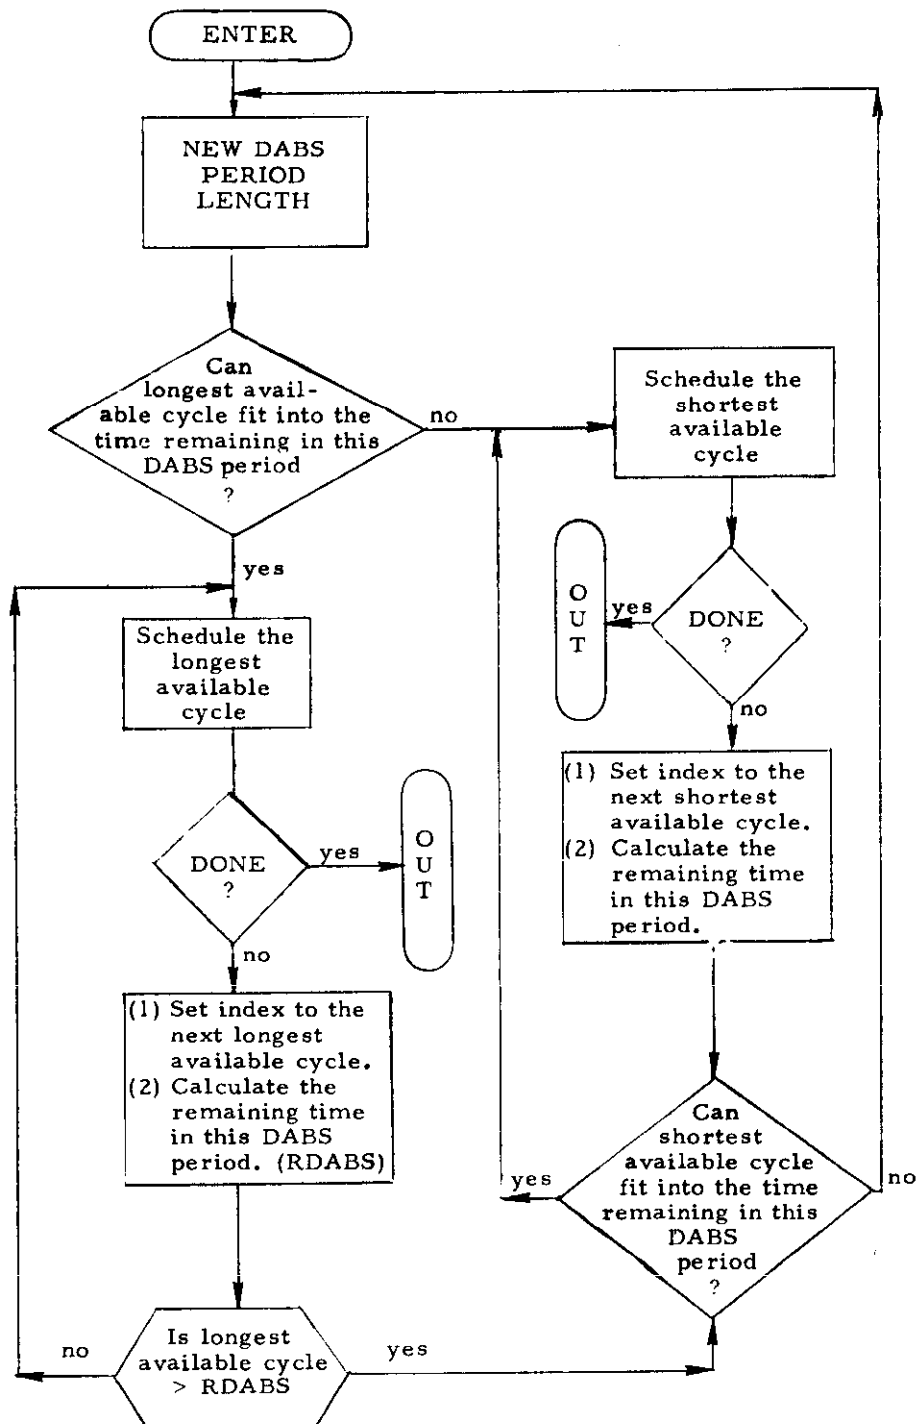 ENTER
NEW DABS
PERIOD
LENGTH
Can
longest avail-
able cycle fit into the
time remaining in this
DABS period
?
no
yes
Schedule the
longest
available
cycle
DONE
?
yes
OUT
no
(1) Set index to the
next longest
available cycle.
(2) Calculate the
remaining time
in this DABS
period. (RDABS)
Is longest
available cycle
> RDABS
no
yes
Schedule the
shortest
available
cycle
DONE
?
yes
OUT
no
(1) Set index to the
next shortest
available cycle.
(2) Calculate the
remaining time
in this DABS
period.
Can
shortest
available cycle
fit into the time
remaining in this
DABS
period
?
yes
no